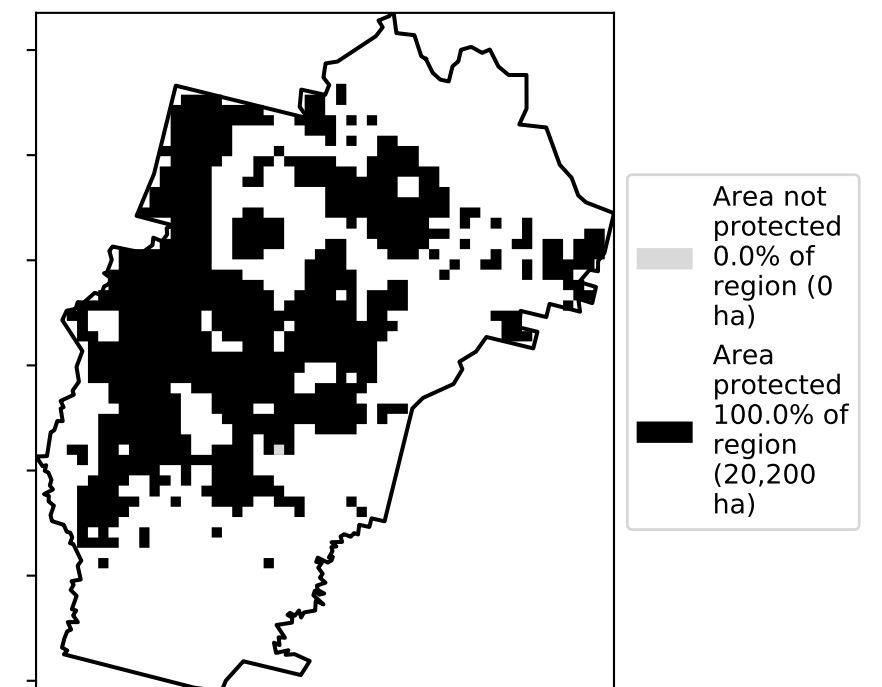 Area not
protected
0.0% of
region (0
ha)
Area
protected
100.0% of
region
(20,200
ha)